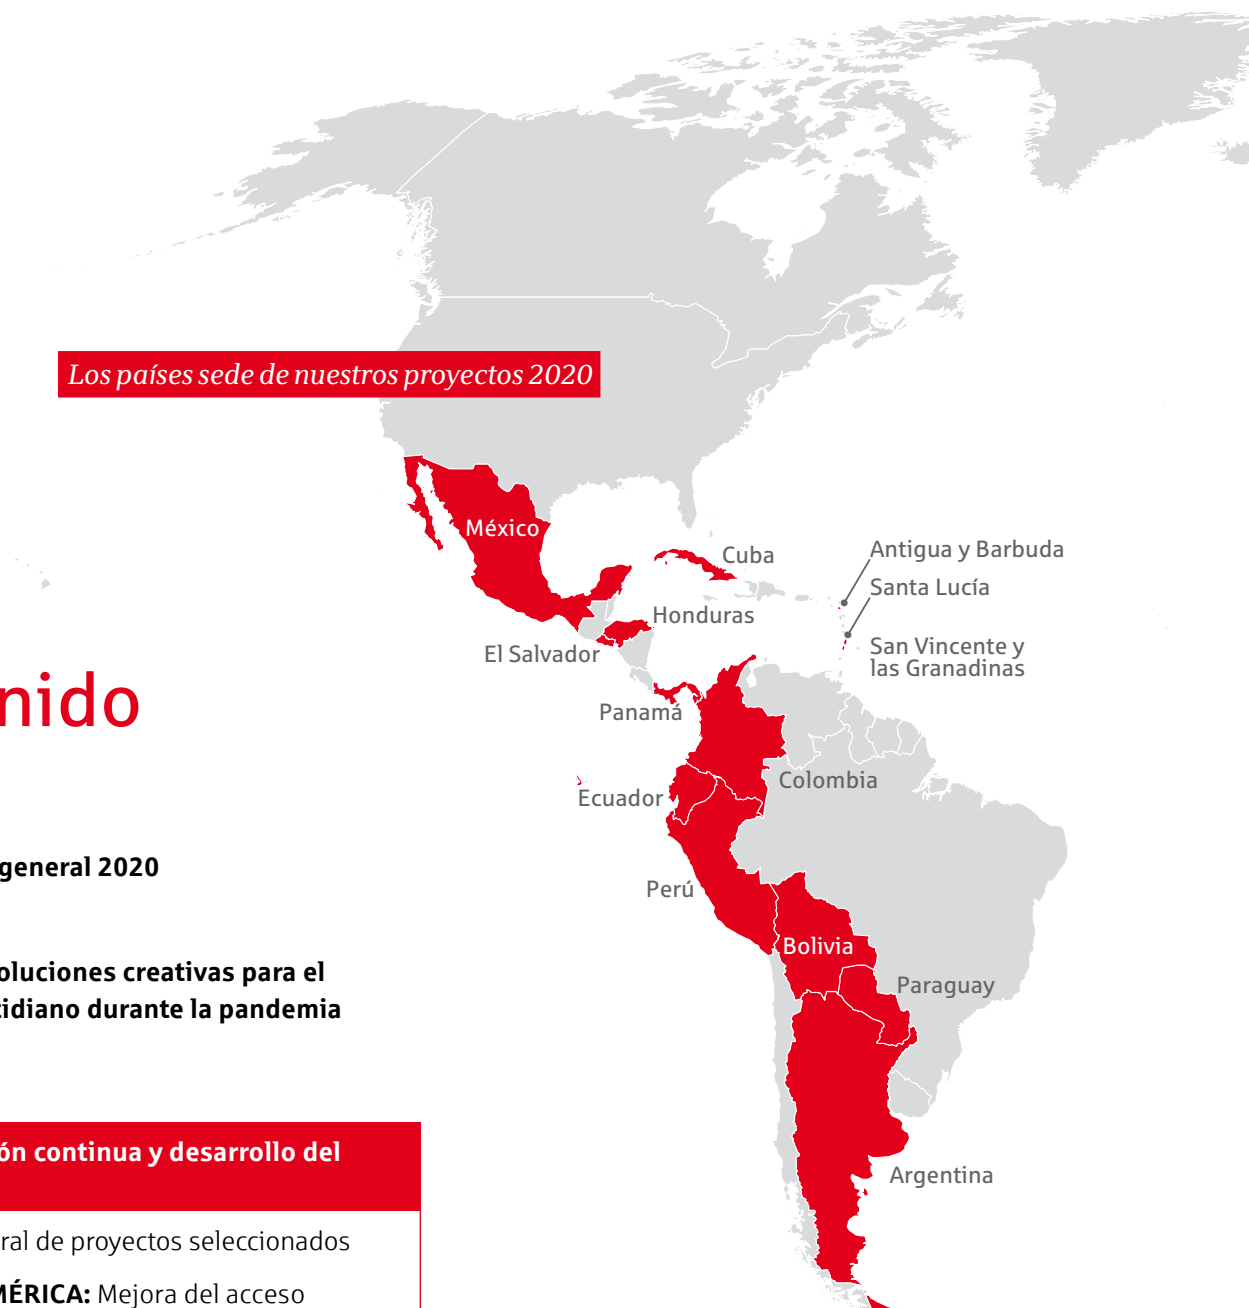 Los países sede de nuestros proyectos 2020
México
Cuba
Antigua y Barbuda
Santa Lucía
Honduras
El Salvador
San Vincente y
las Granadinas
Panamá
nido
Colombia
Ecuador
general 2020
Perú
Bolivia
oluciones creativas para el
Paraguay
tidiano durante la pandemia
ón continua y desarrollo del
Argentina
ral de proyectos seleccionados
MÉRICA: Mejora del acceso